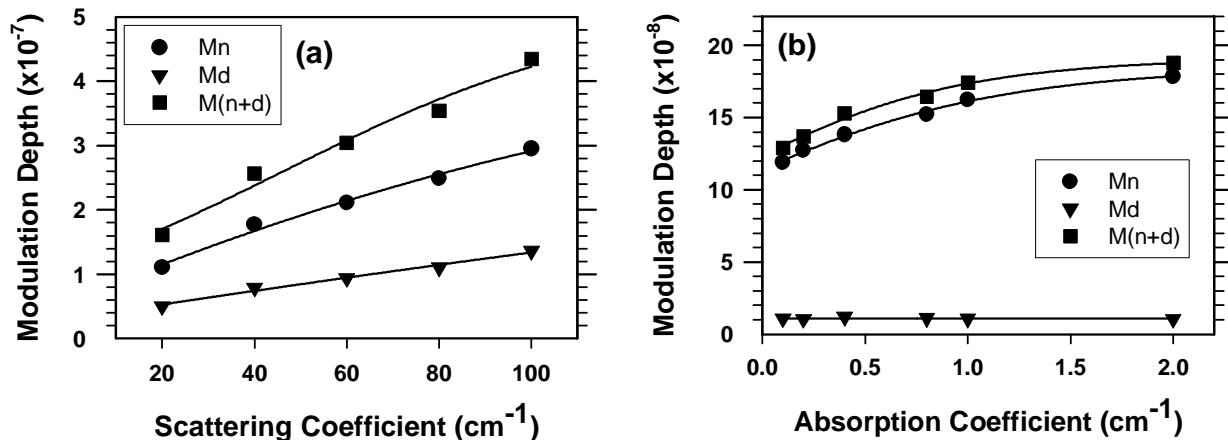 Modulation Depth (x10-7)
5
4
3
2
1
0
(a)
Mn
Md
M(n+d)
20 40 60 80 100
Scattering Coefficient (cm-1)
Modulation Depth (x10-8)
20
15
10
5
0
(b)
Mn
Md
M(n+d)
0.0 0.5 1.0 1.5 2.0
Absorption Coefficient (cm-1)